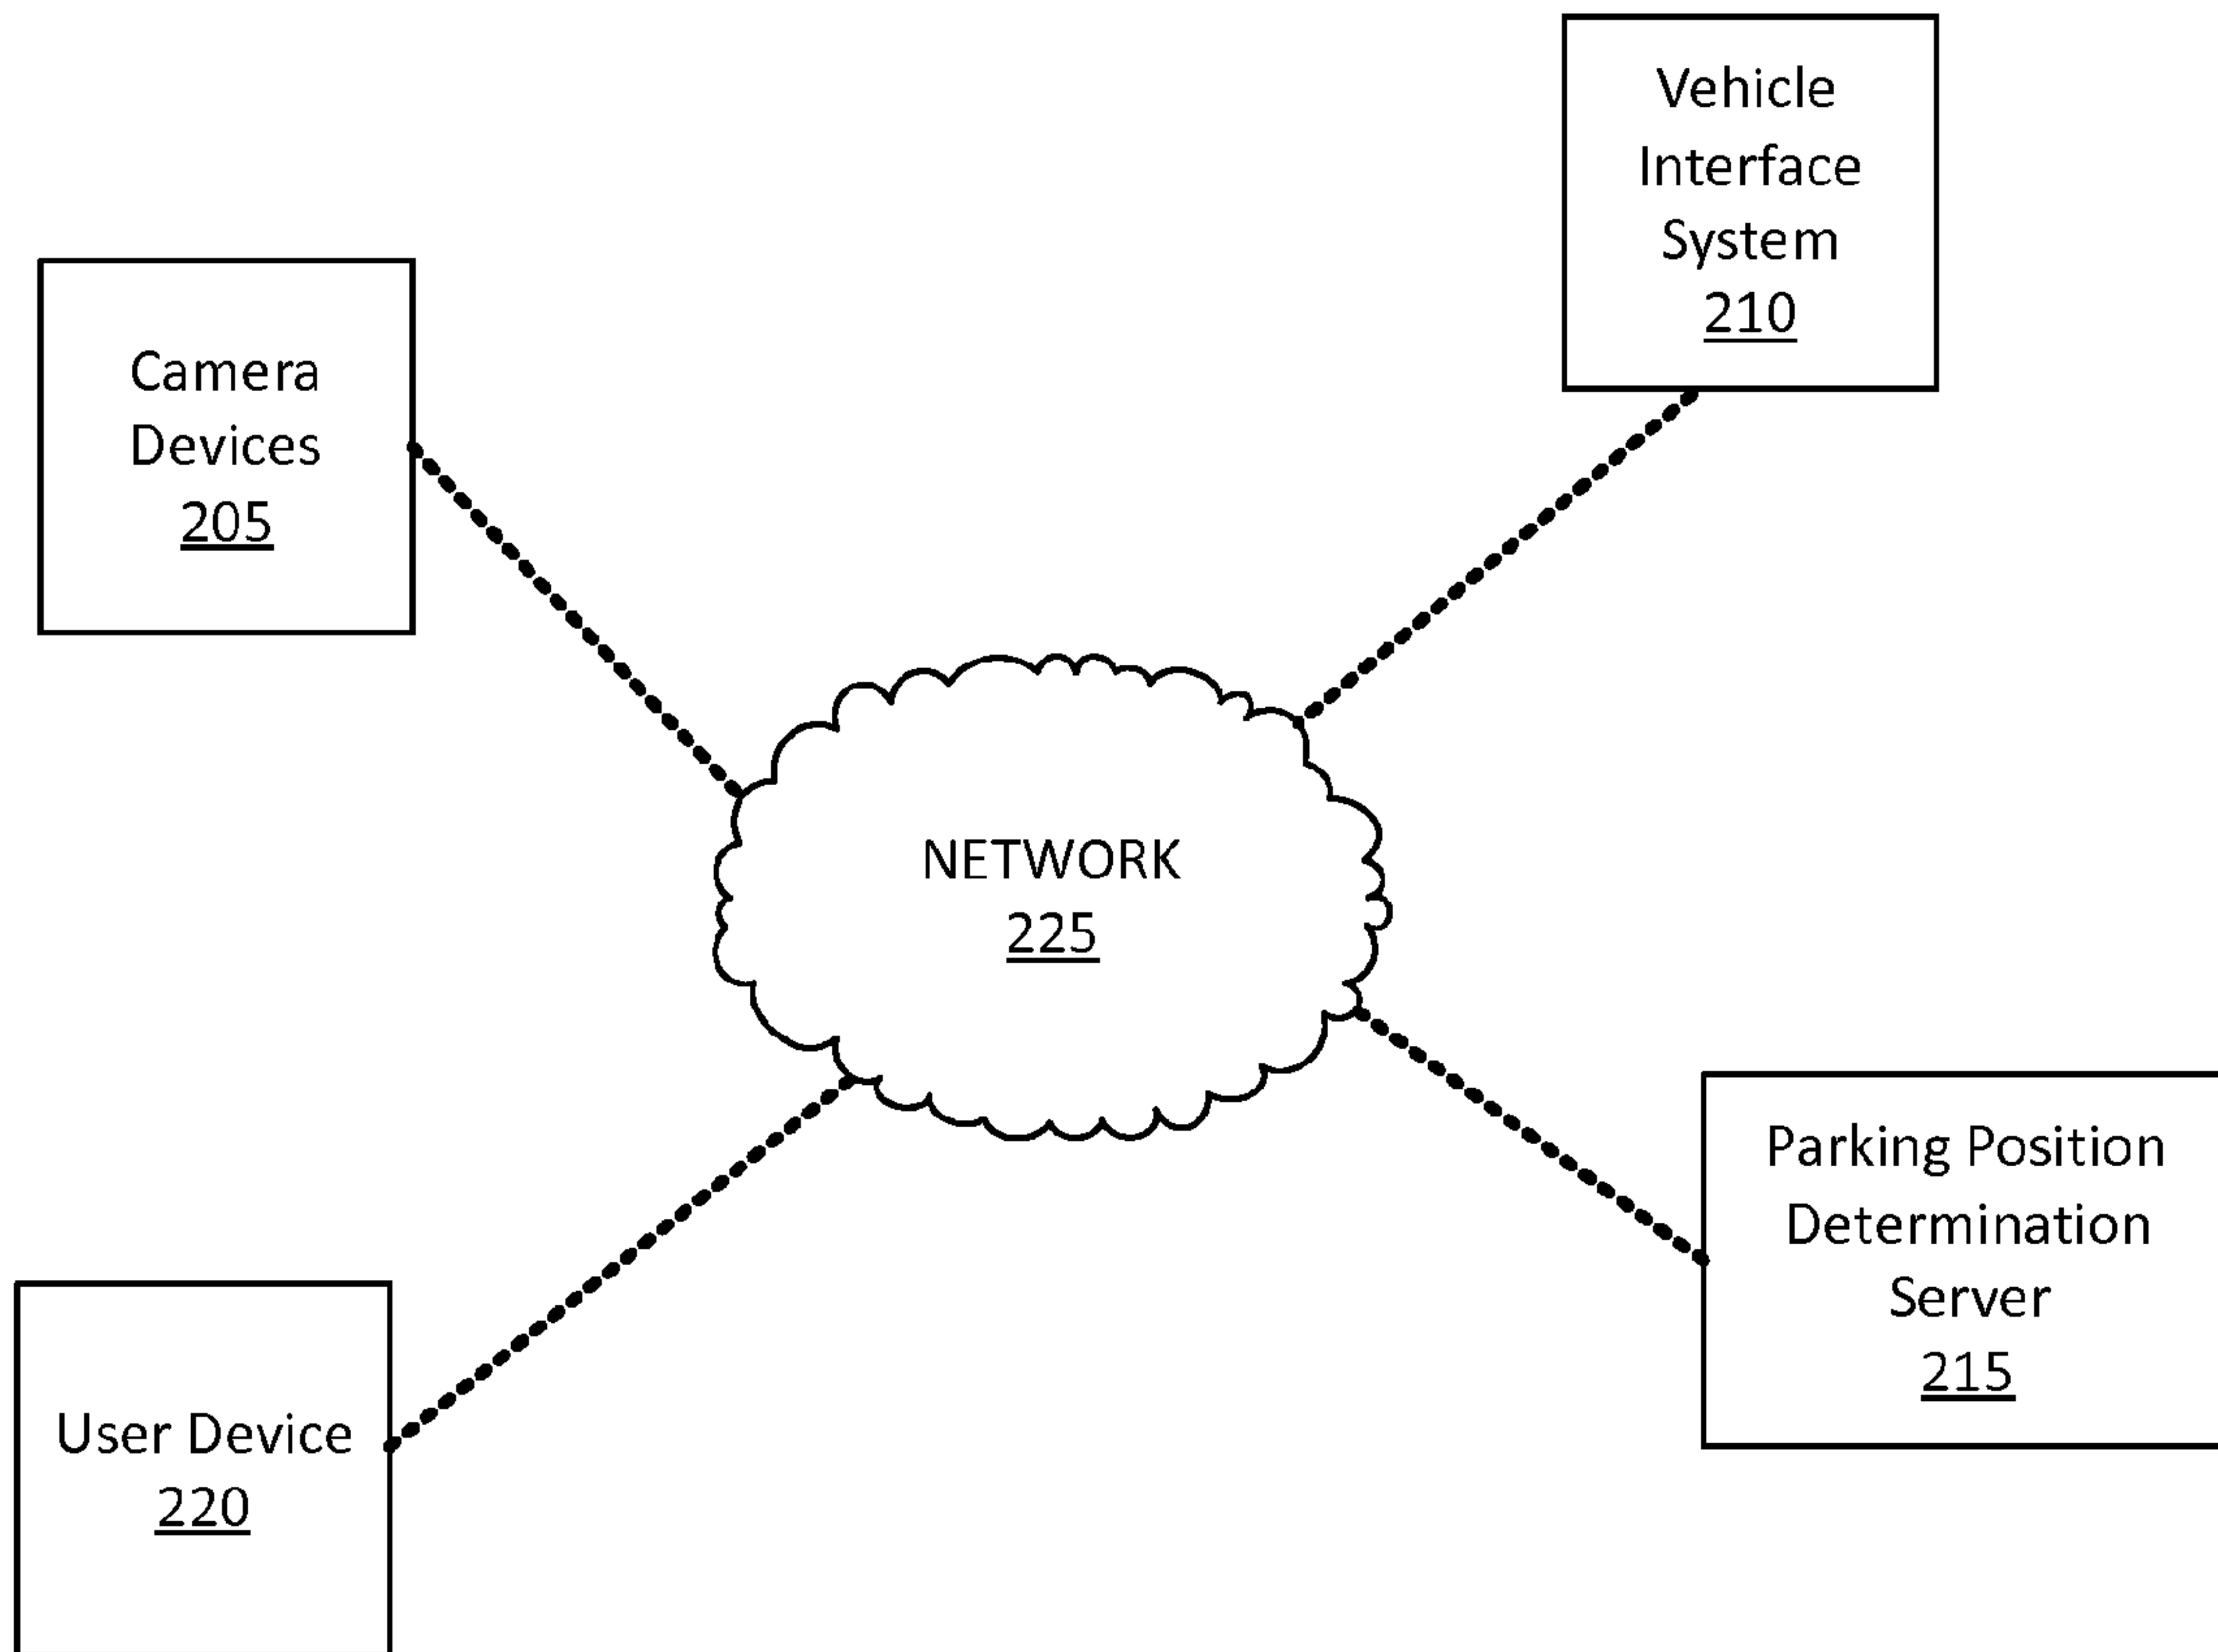 Vehicle
Interface
System
210
Camera
Devices
205
NETWORK
225
Parking Position
Determination
Server
215
User Device
220